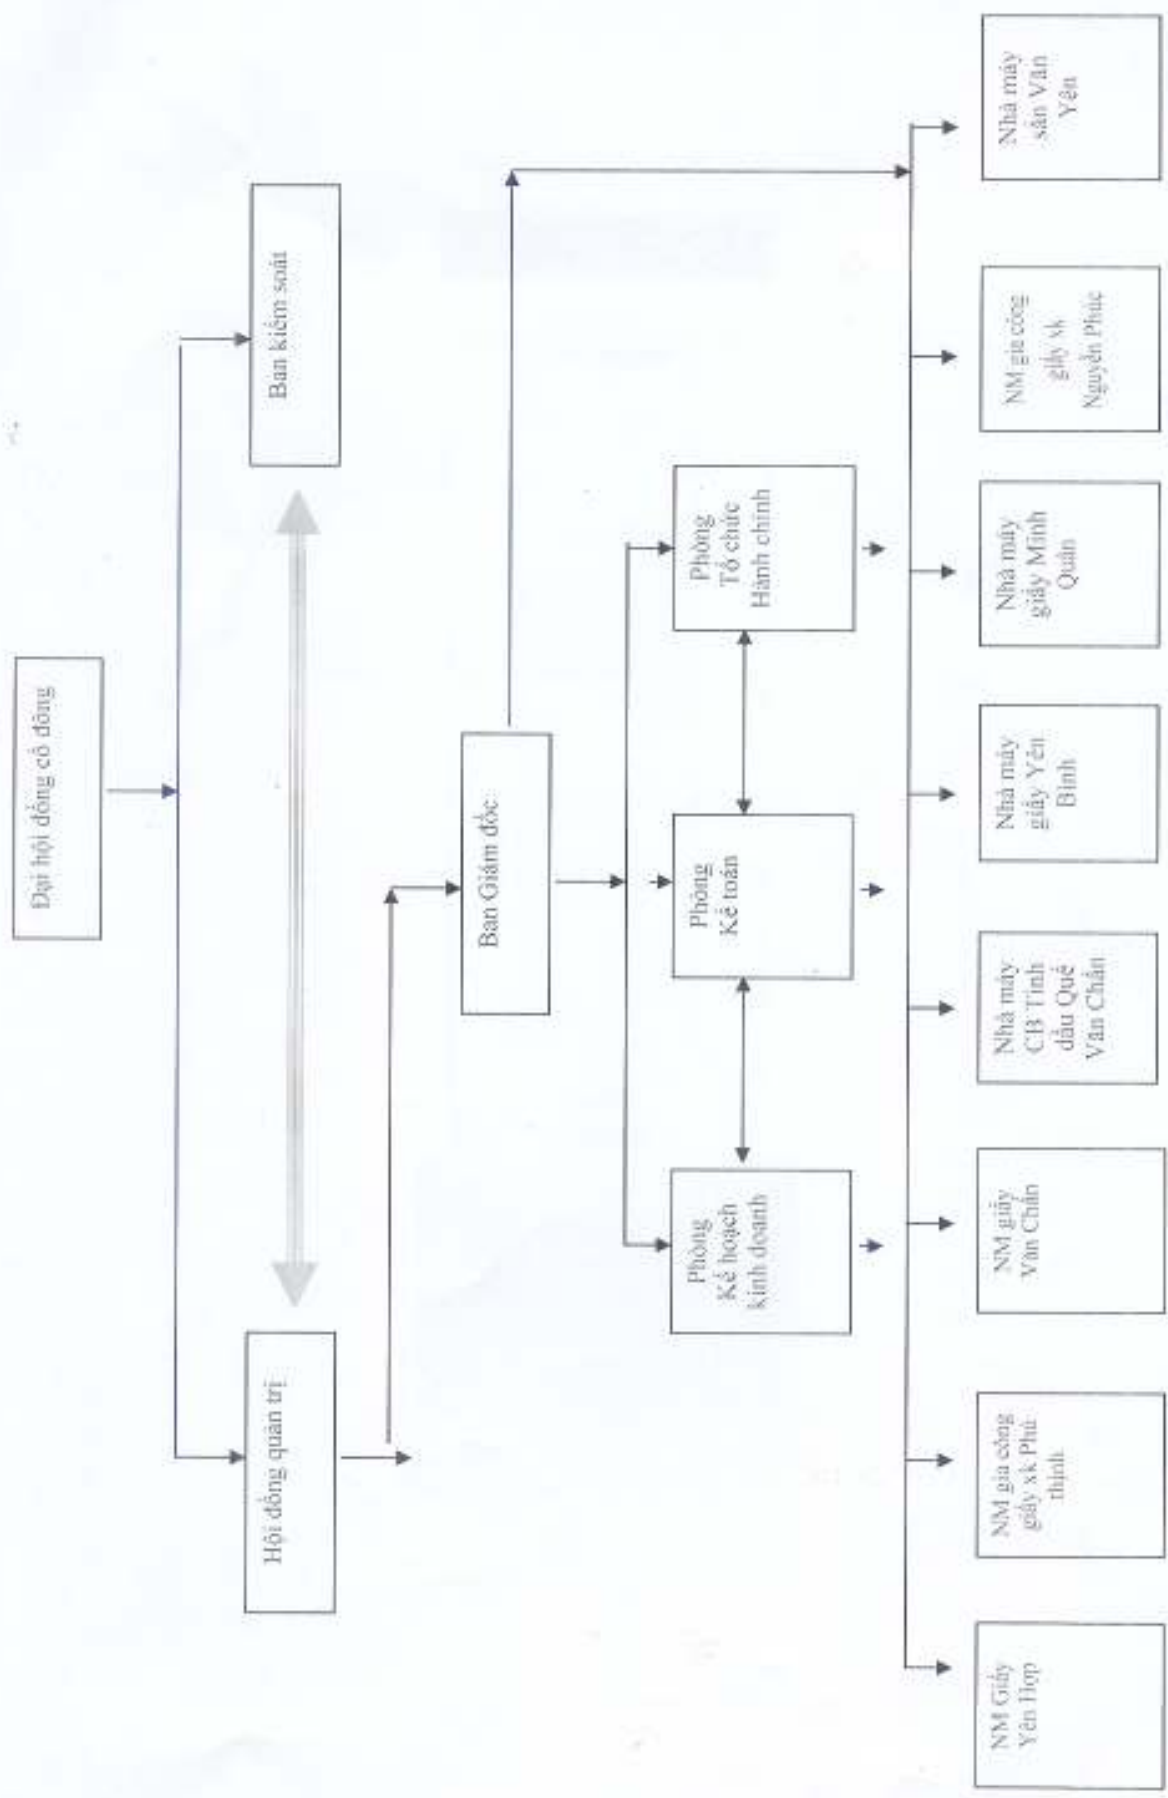 Đại hội đồng cổ đông
Hội đồng quản trị
Ban kiểm soát
Ban Giám đốc
Phòng
Kế hoạch
kinh doanh
Phòng
Kế toán
Phòng
Tổ chức
Hành chính
NM Giấy
Yên Hợp
NM gia công
giấy xk Phú
thịnh
NM giấy
Văn Chấn
Nhà máy
CB Tinh
dầu Quế
Văn Chấn
Nhà máy
giấy Yên
Bình
Nhà máy
giấy Minh
Quân
NM gia công
giấy xk
Nguyễn Phúc
Nhà máy
sắn Văn
Yên